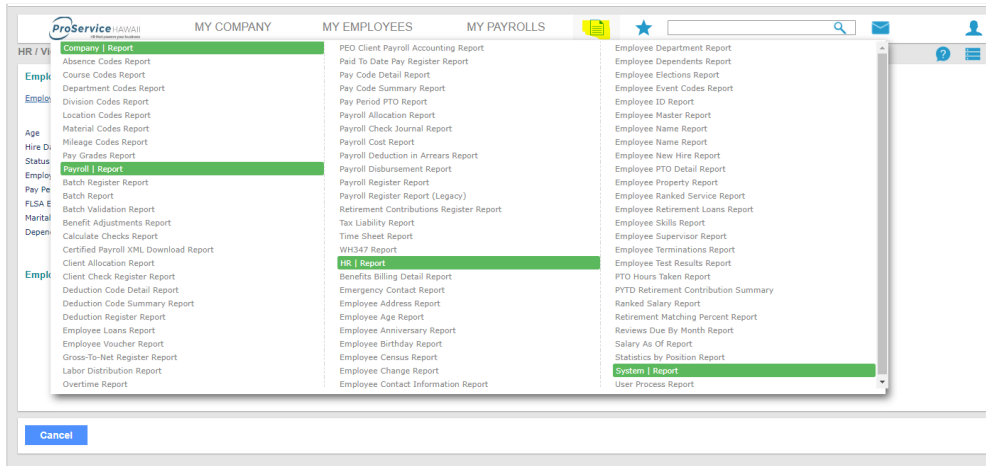 ProService HAWAII
MY COMPANY
MY EMPLOYEES
MY PAYROLLS
HR / Vi
Emplo
Employ
Age
Hire Da
Status
Employ
Pay Pe
FLSA E
Marital
Depen
Emplo
Company | Report
Absence Codes Report
Course Codes Report
Department Codes Report
Division Codes Report
Location Codes Report
Material Codes Report
Mileage Codes Report
Pay Grades Report
Payroll | Report
Batch Register Report
Batch Report
Batch Validation Report
Benefit Adjustments Report
Calculate Checks Report
Certified Payroll XML Download Report
Client Allocation Report
Client Check Register Report
Deduction Code Detail Report
Deduction Code Summary Report
Deduction Register Report
Employee Loans Report
Employee Voucher Report
Gross-To-Net Register Report
Labor Distribution Report
Overtime Report
PEO Client Payroll Accounting Report
Paid To Date Pay Register Report
Pay Code Detail Report
Pay Code Summary Report
Pay Period PTO Report
Payroll Allocation Report
Payroll Check Journal Report
Payroll Cost Report
Payroll Deduction in Arrears Report
Payroll Disbursement Report
Payroll Register Report
Payroll Register Report (Legacy)
Retirement Contributions Register Report
Tax Liability Report
Time Sheet Report
WH347 Report
HR | Report
Benefits Billing Detail Report
Emergency Contact Report
Employee Address Report
Employee Age Report
Employee Anniversary Report
Employee Birthday Report
Employee Census Report
Employee Change Report
Employee Contact Information Report
Employee Department Report
Employee Dependents Report
Employee Elections Report
Employee Event Codes Report
Employee ID Report
Employee Master Report
Employee Name Report
Employee Name Report
Employee New Hire Report
Employee PTO Detail Report
Employee Property Report
Employee Ranked Service Report
Employee Retirement Loans Report
Employee Skills Report
Employee Supervisor Report
Employee Terminations Report
Employee Test Results Report
PTO Hours Taken Report
PYTD Retirement Contribution Summary
Ranked Salary Report
Retirement Matching Percent Report
Reviews Due By Month Report
Salary As Of Report
Statistics by Position Report
System | Report
User Process Report
Cancel